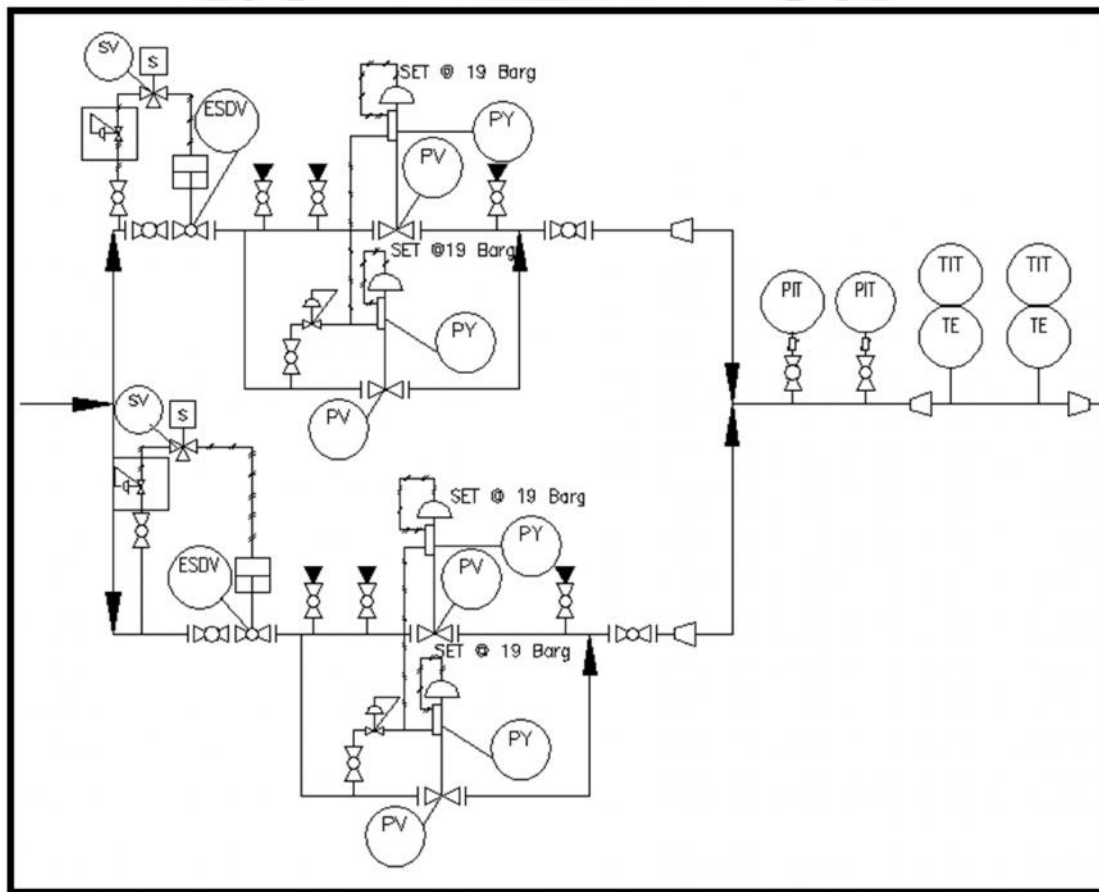 SV
S
ESDV
SET @ 19 Barg
PY
PV
SET @19 Barg
PY
PV
PIT
PIT
TIT
TE
TIT
TE
SV
S
ESDV
SET @ 19 Barg
PY
PV
SET @ 19 Barg
PY
PV